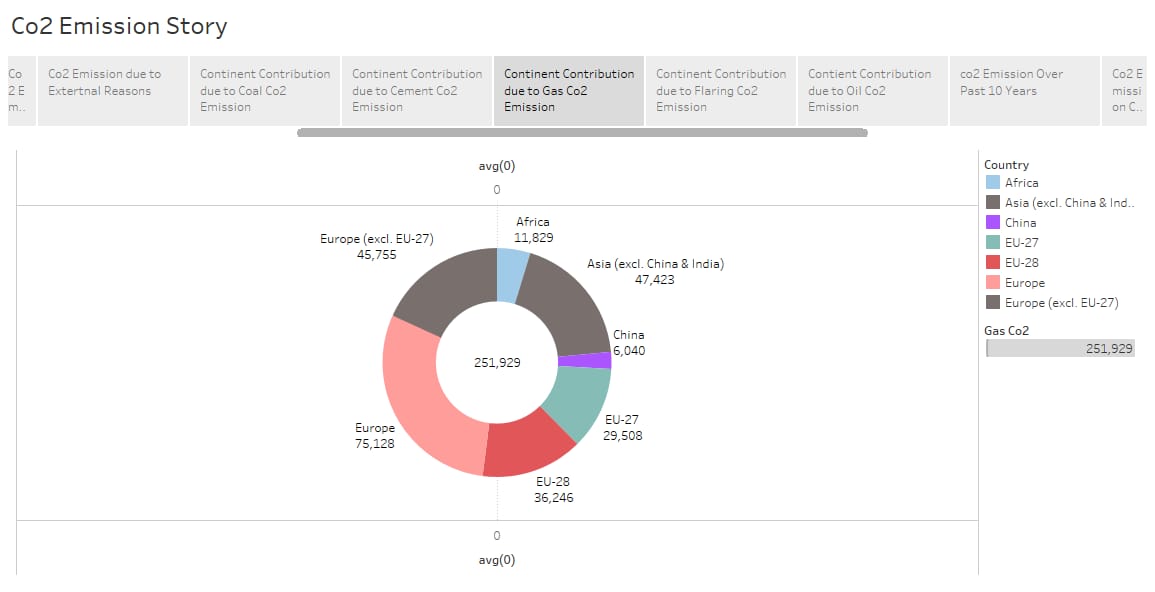 Co2 Emission Story
Co
2 E
m..
Co2 Emission due to
Extertnal Reasons
Continent Contribution
due to Coal Co2
Emission
Continent Contribution
due to Cement Co2
Emission
Continent Contribution
due to Gas Co2
Emission
Continent Contribution
due to Flaring Co2
Emission
Contient Contribution
due to Oil Co2
Emission
co2 Emission Over
Past 10 Years
Co2 E
missi
on C..
avg(0)
0
Africa
11,829
Europe (excl. EU-27)
45,755
Asia (excl. China & India)
47,423
China
6,040
251,929
EU-27
29,508
Europe
75,128
EU-28
36,246
0
avg(0)
Country
Africa
Asia (excl. China & Ind..
China
EU-27
EU-28
Europe
Europe (excl. EU-27)
Gas Co2
251,929